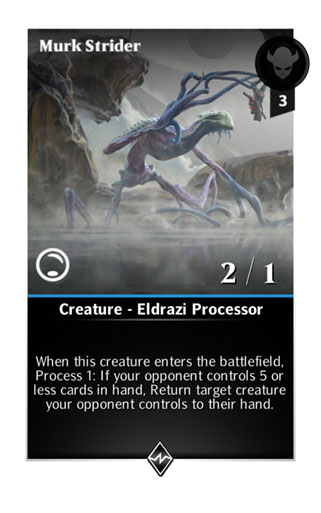 Murk Strider
3
2 / 1
Creature - Eldrazi Processor
When this creature enters the battlefield,
Process 1: If your opponent controls 5 or
less cards in hand, Return target creature
your opponent controls to their hand.